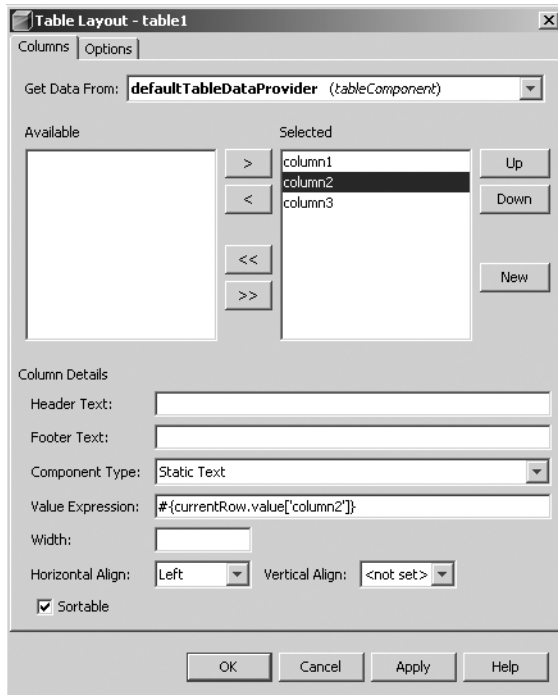 Table Layout - table1
Columns
Options
Get Data From: defaultTableDataProvider (tableComponent)
Available
Selected
>
<
<<
>>
column1
column2
column3
Up
Down
New
Column Details
Header Text:
Footer Text:
Component Type: Static Text
Value Expression: #{currentRow.value['column2']}
Width:
Horizontal Align: Left Vertical Align: <not set>
Sortable
OK Cancel Apply Help